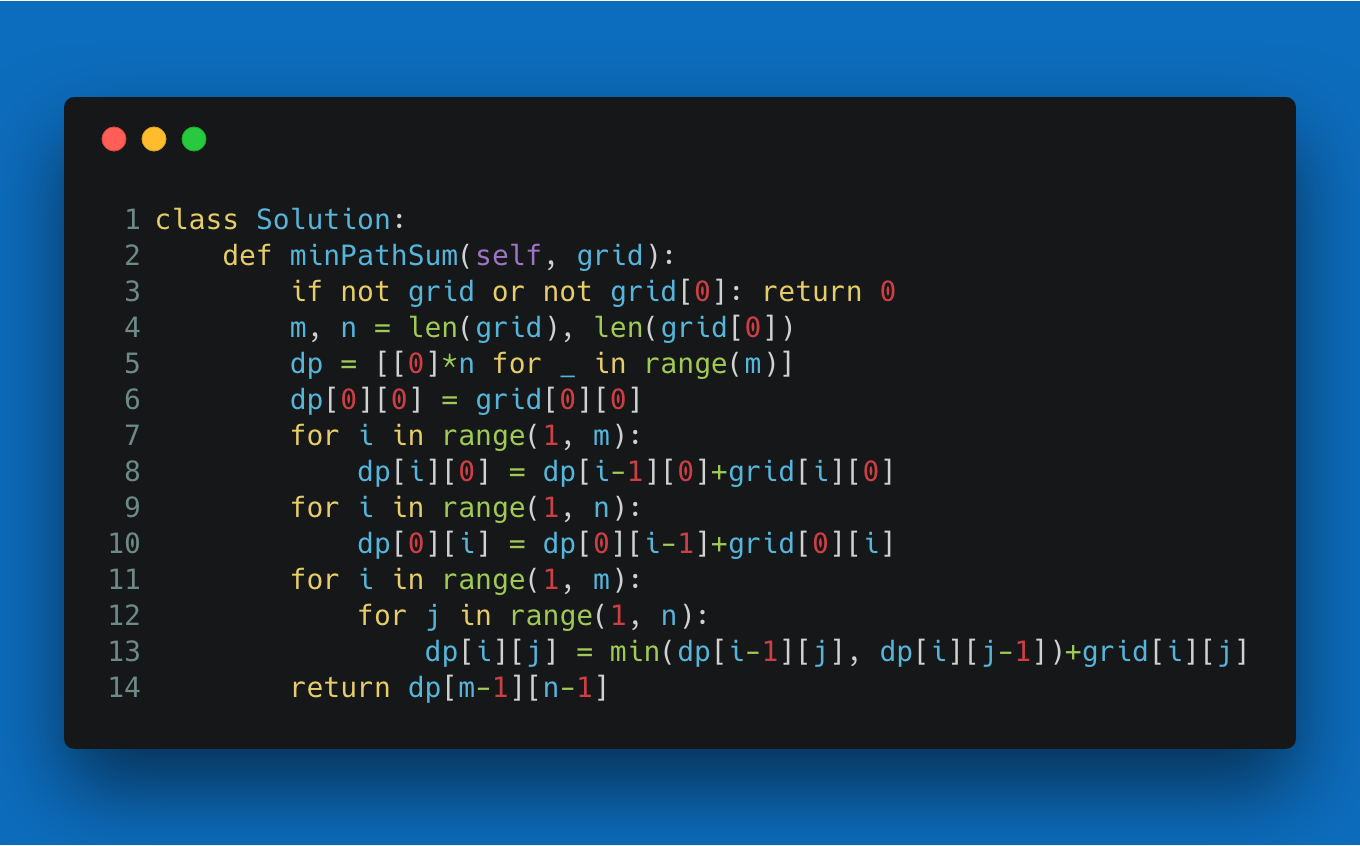 1 class Solution:
2     def minPathSum(self, grid):
3         if not grid or not grid[0]: return 0
4         m, n = len(grid), len(grid[0])
5         dp = [[0]*n for _ in range(m)]
6         dp[0][0] = grid[0][0]
7         for i in range(1, m):
8             dp[i][0] = dp[i-1][0]+grid[i][0]
9         for i in range(1, n):
10             dp[0][i] = dp[0][i-1]+grid[0][i]
11         for i in range(1, m):
12             for j in range(1, n):
13                 dp[i][j] = min(dp[i-1][j], dp[i][j-1])+grid[i][j]
14         return dp[m-1][n-1]